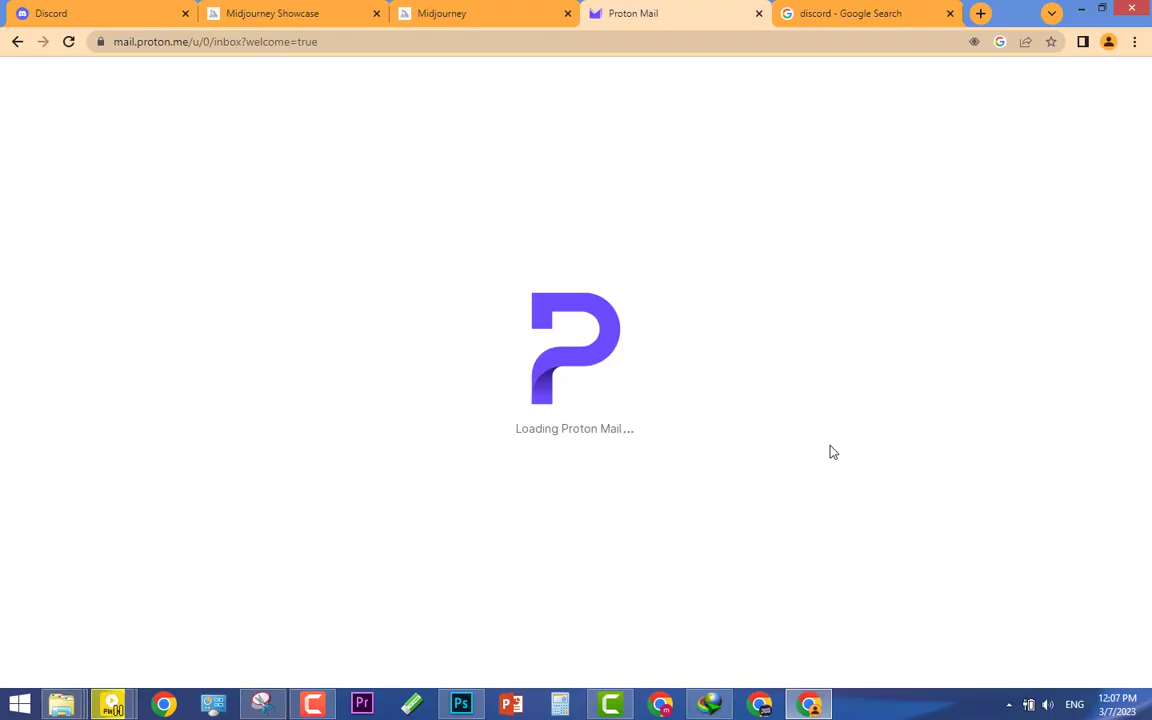 Discord
Midjourney Showcase
Midjourney
Proton Mail
discord - Google Search
mail.proton.me/u/0/inbox?welcome=true
Loading Proton Mail...
ENG
12:07 PM
3/7/2023